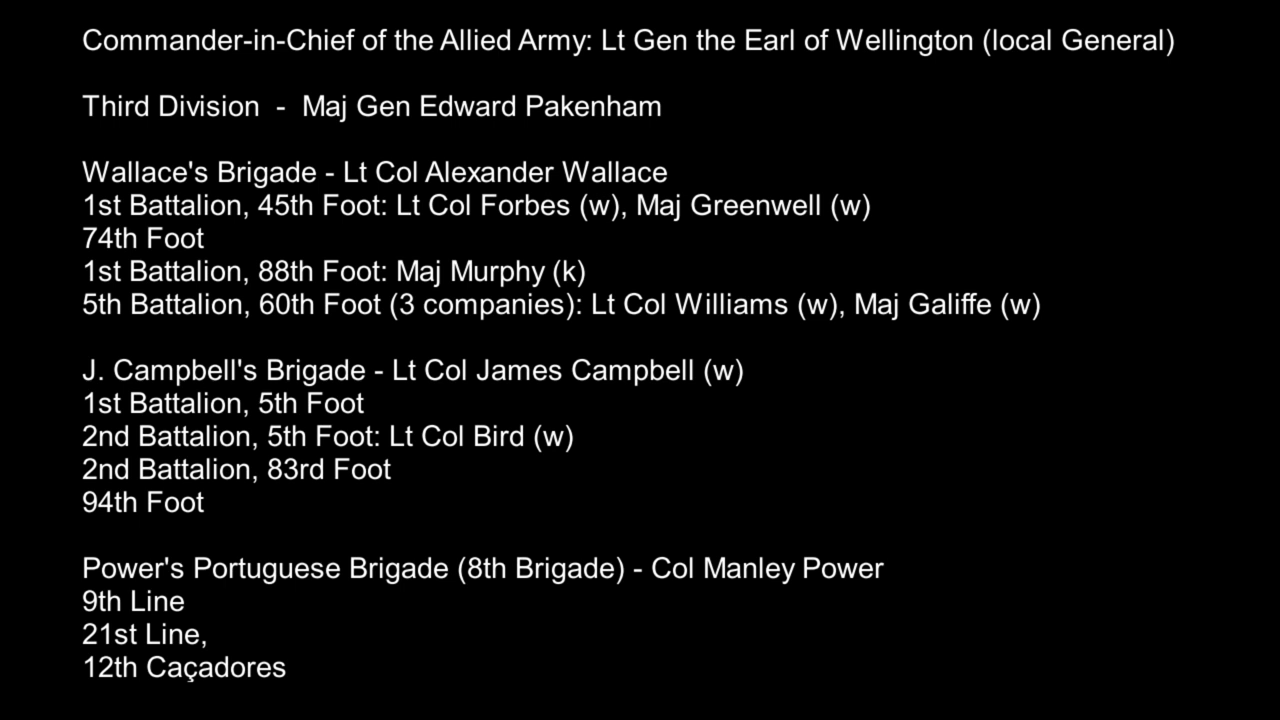 Commander-in-Chief of the Allied Army: Lt Gen the Earl of Wellington (local General)
Third Division - Maj Gen Edward Pakenham
Wallace's Brigade - Lt Col Alexander Wallace
1st Battalion, 45th Foot: Lt Col Forbes (w), Maj Greenwell (w)
74th Foot
1st Battalion, 88th Foot: Maj Murphy (k)
5th Battalion, 60th Foot (3 companies): Lt Col Williams (w), Maj Galiffe (w)
J. Campbell's Brigade - Lt Col James Campbell (w)
1st Battalion, 5th Foot
2nd Battalion, 5th Foot: Lt Col Bird (w)
2nd Battalion, 83rd Foot
94th Foot
Power's Portuguese Brigade (8th Brigade) - Col Manley Power
9th Line
21st Line,
12th Caçadores